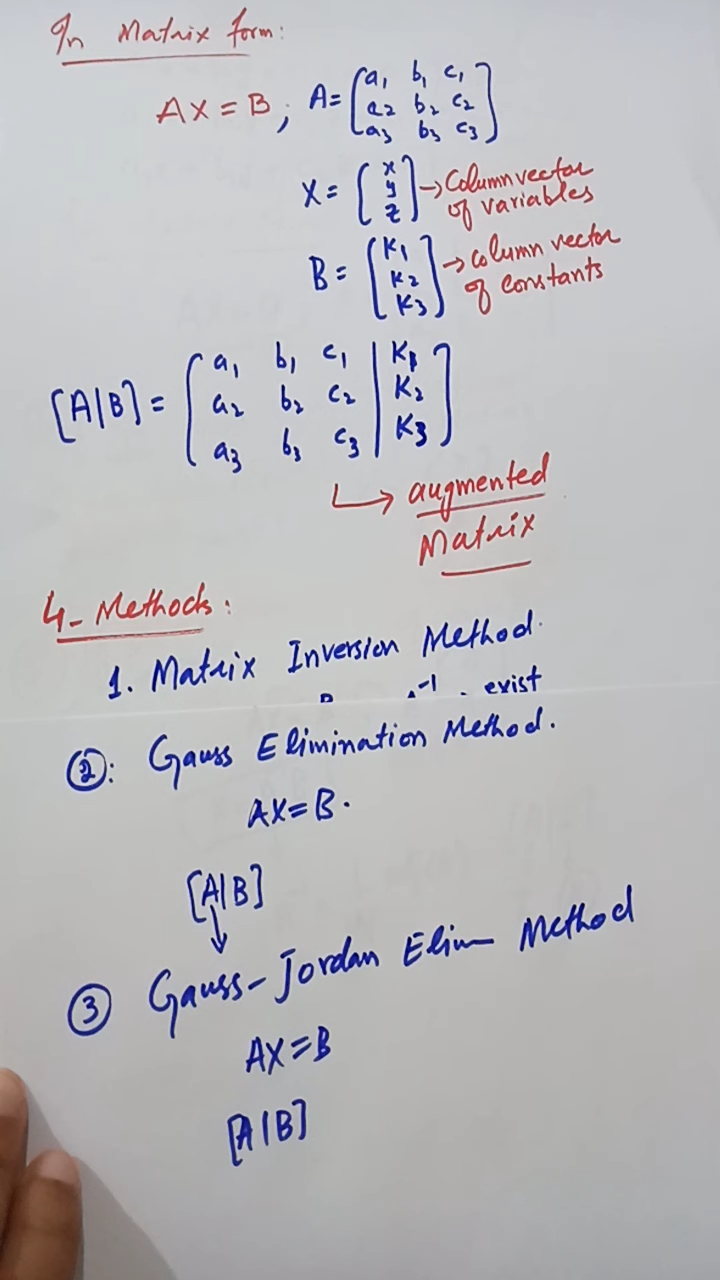 In Matrix form:
AX = B; A = [a₁ b₁ c₁
a₂ b₂ c₂
a₃ b₃ c₃]
X = [x
y
z] → Column vector
of variables
B = [K₁
K₂
K₃] → column vector
of constants
[A|B] = [a₁ b₁ c₁ | K₁
a₂ b₂ c₂ | K₂
a₃ b₃ c₃ | K₃]
↳ augmented
Matrix
4- Methods:
1. Matrix Inversion Method.
A⁻¹ exist
②: Gauss Elimination Method.
AX=B.
[A|B]
↓
③ Gauss-Jordan Elim Method
AX=B
[A|B]